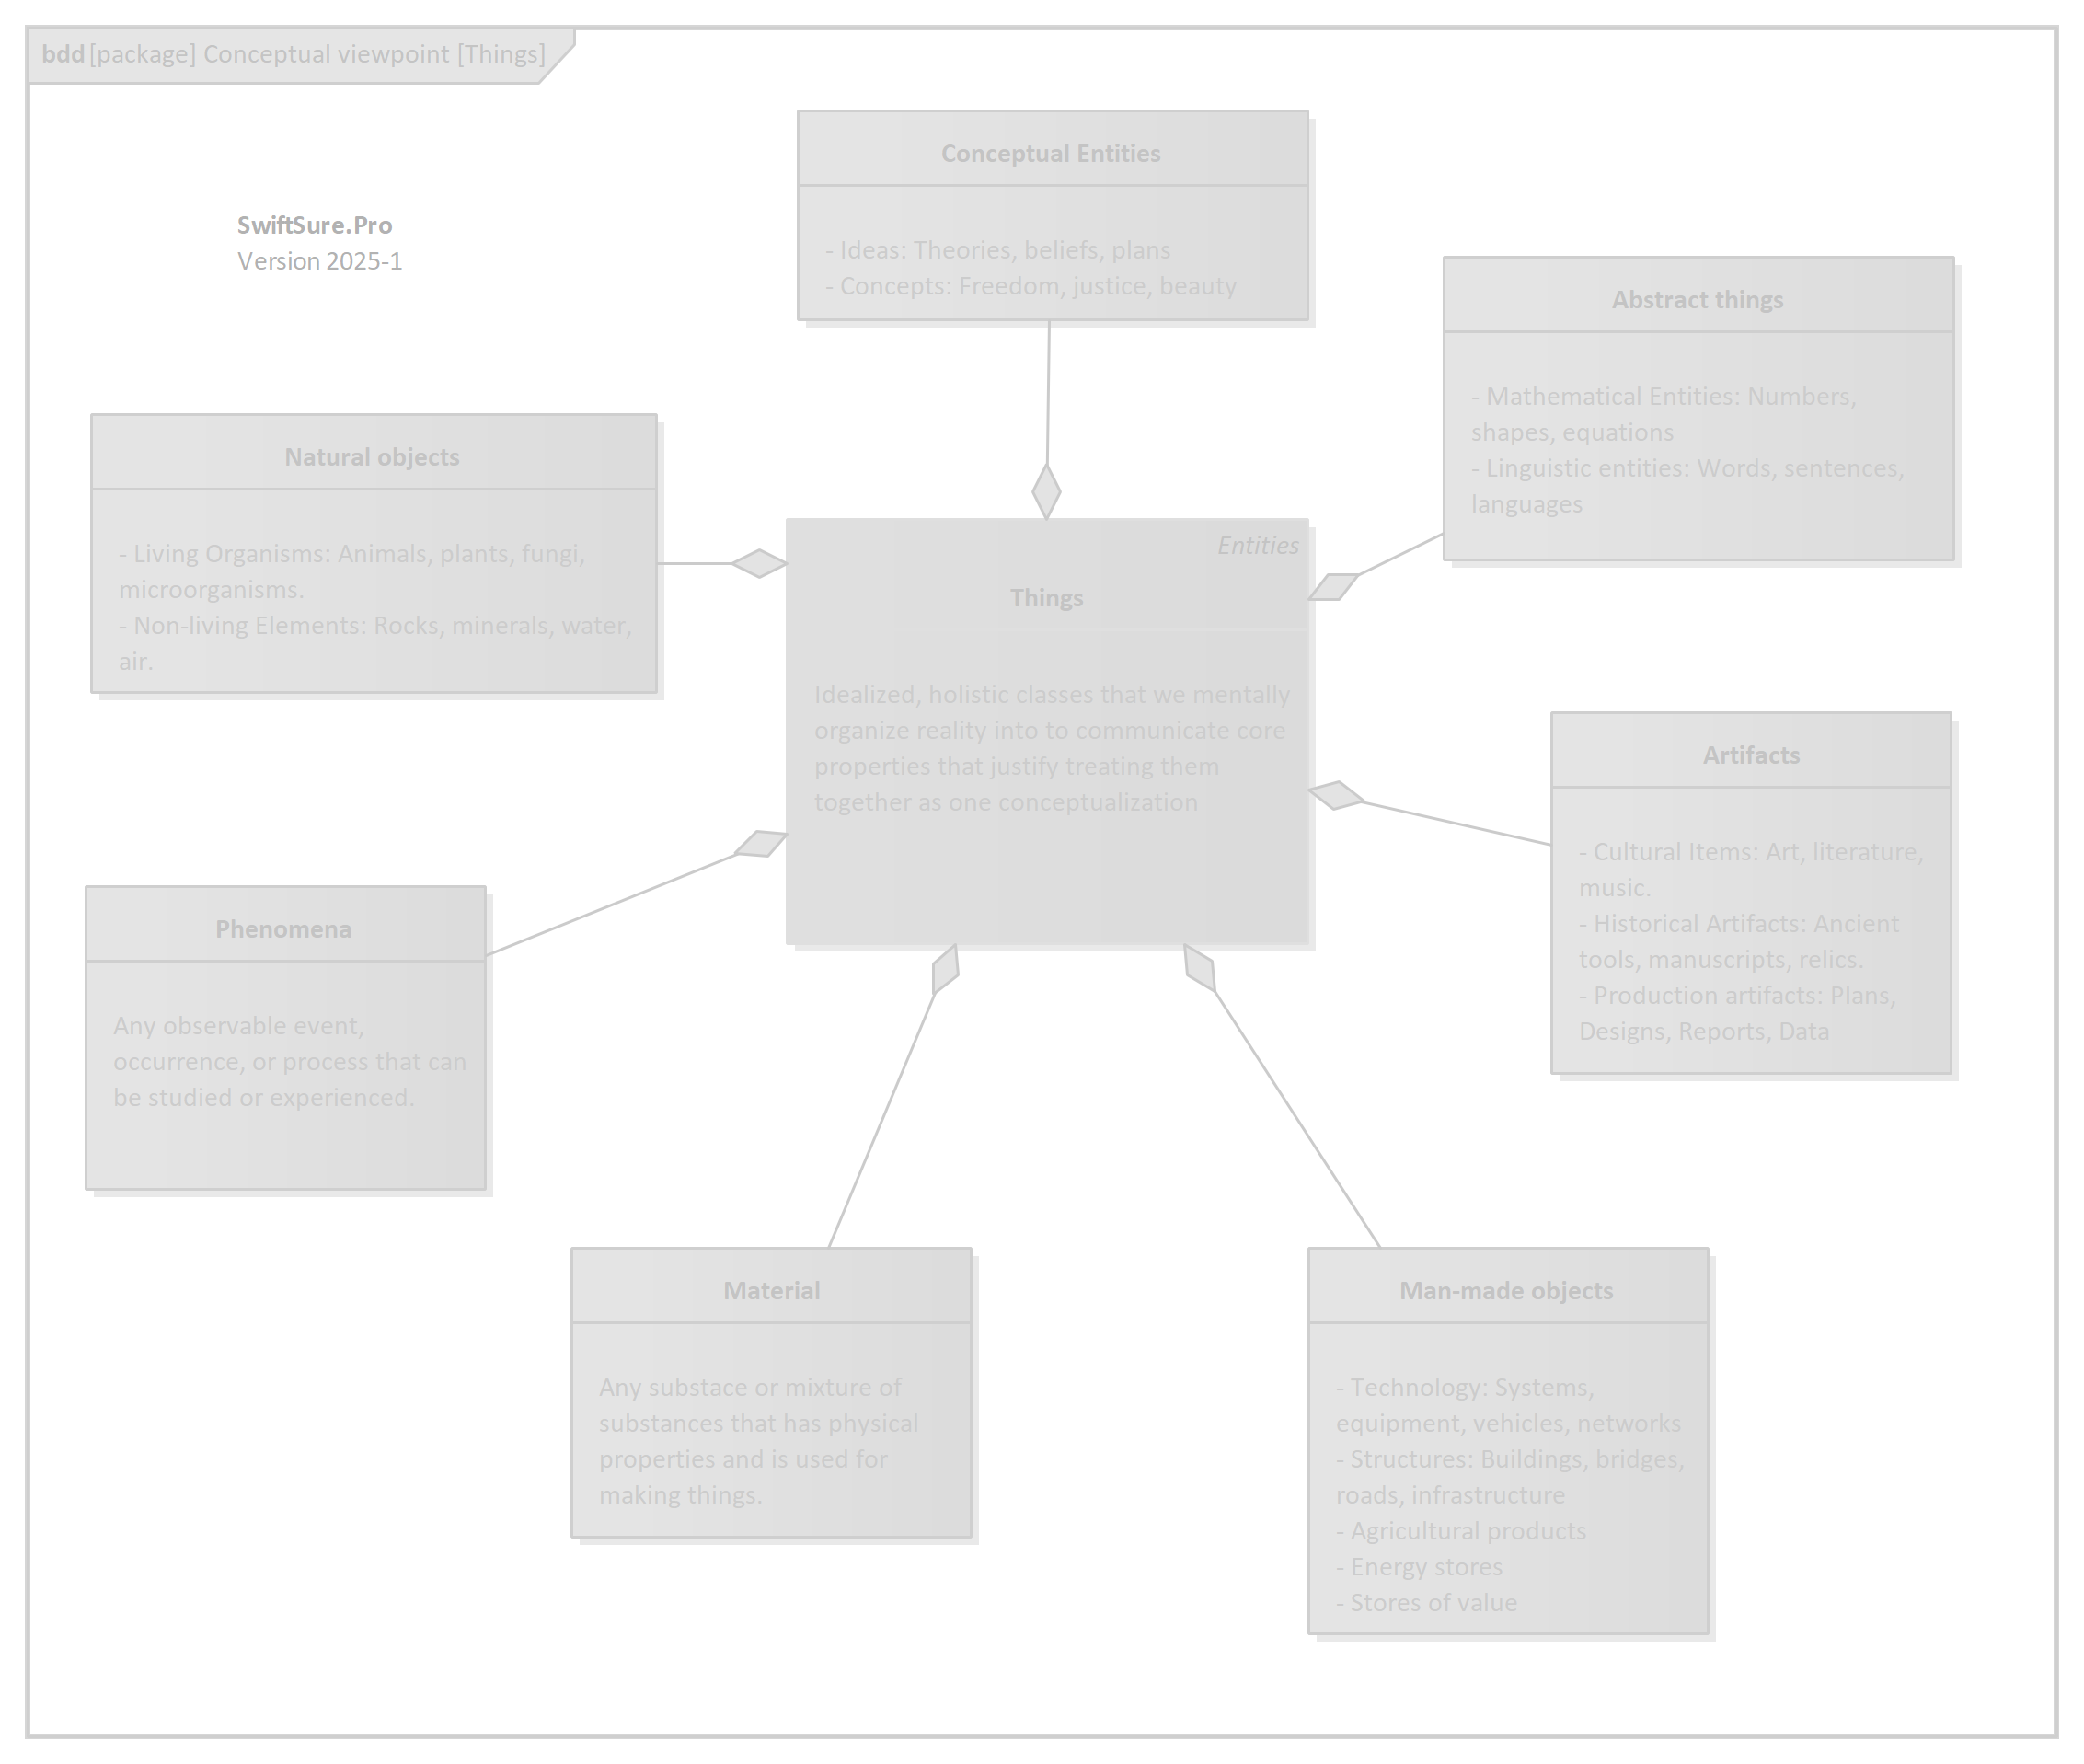 bdd [package] Conceptual viewpoint [Things]
SwiftSure.Pro
Version 2025-1
Conceptual Entities
- Ideas: Theories, beliefs, plans
- Concepts: Freedom, justice, beauty
Abstract things
- Mathematical Entities: Numbers,
shapes, equations
- Linguistic entities: Words, sentences,
languages
Natural objects
- Living Organisms: Animals, plants, fungi,
microorganisms.
- Non-living Elements: Rocks, minerals, water,
air.
Entities
Things
Idealized, holistic classes that we mentally
organize reality into to communicate core
properties that justify treating them
together as one conceptualization
Artifacts
- Cultural Items: Art, literature,
music.
- Historical Artifacts: Ancient
tools, manuscripts, relics.
- Production artifacts: Plans,
Designs, Reports, Data
Phenomena
Any observable event,
occurrence, or process that can
be studied or experienced.
Material
Any substace or mixture of
substances that has physical
properties and is used for
making things.
Man-made objects
- Technology: Systems,
equipment, vehicles, networks
- Structures: Buildings, bridges,
roads, infrastructure
- Agricultural products
- Energy stores
- Stores of value